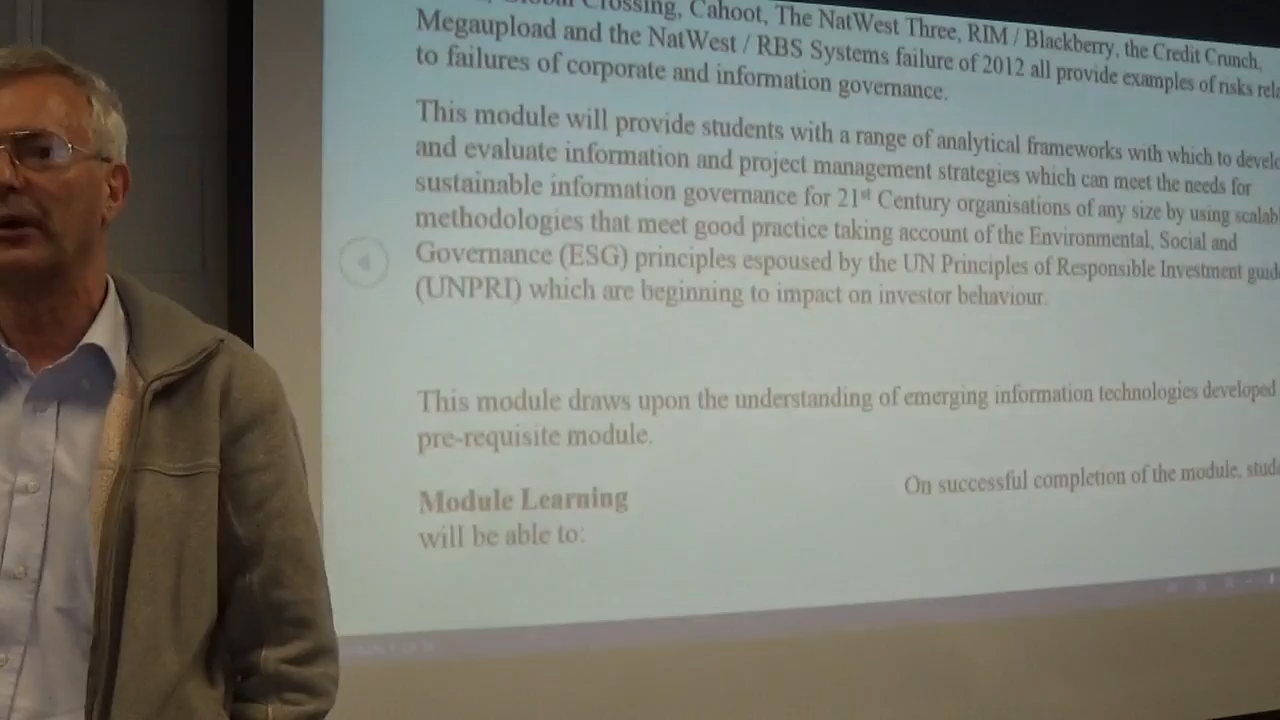 Crossing, Cahoot, The NatWest Three, RIM / Blackberry, the Credit Crunch,
Megaupload and the NatWest / RBS Systems failure of 2012 all provide examples of risks rela
to failures of corporate and information governance.
This module will provide students with a range of analytical frameworks with which to develo
and evaluate information and project management strategies which can meet the needs for
sustainable information governance for 21st Century organisations of any size by using scalab
methodologies that meet good practice taking account of the Environmental, Social and
Governance (ESG) principles espoused by the UN Principles of Responsible Investment guid
(UNPRI) which are beginning to impact on investor behaviour.
This module draws upon the understanding of emerging information technologies developed
pre-requisite module.
Module Learning On successful completion of the module, stud
will be able to: